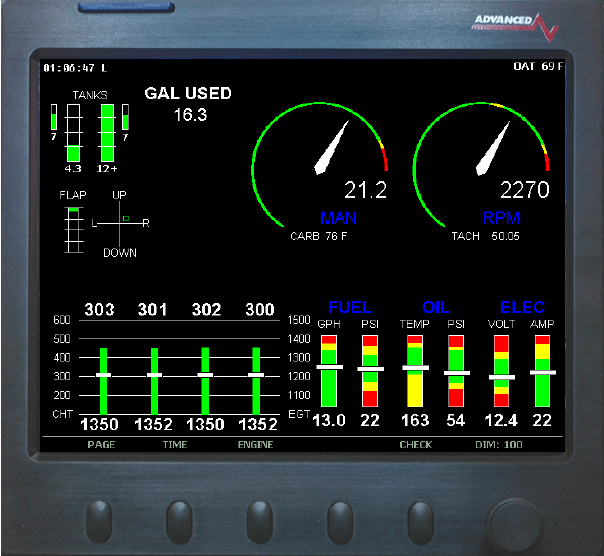 ADVANCED
01:06:47 L
OAT 69 F
TANKS
GAL USED
16.3
7
7
4.3
12+
21.2
2270
FLAP
UP
L
R
DOWN
MAN
RPM
CARB 76 F
TACH 50.05
FUEL
OIL
ELEC
303 301 302 300
600
1500
GPH PSI TEMP PSI VOLT AMP
500
1400
400
1300
300
1200
200
1100
CHT
EGT
1350 1352 1350 1352
13.0 22 163 54 12.4 22
PAGE TIME ENGINE CHECK DIM: 100